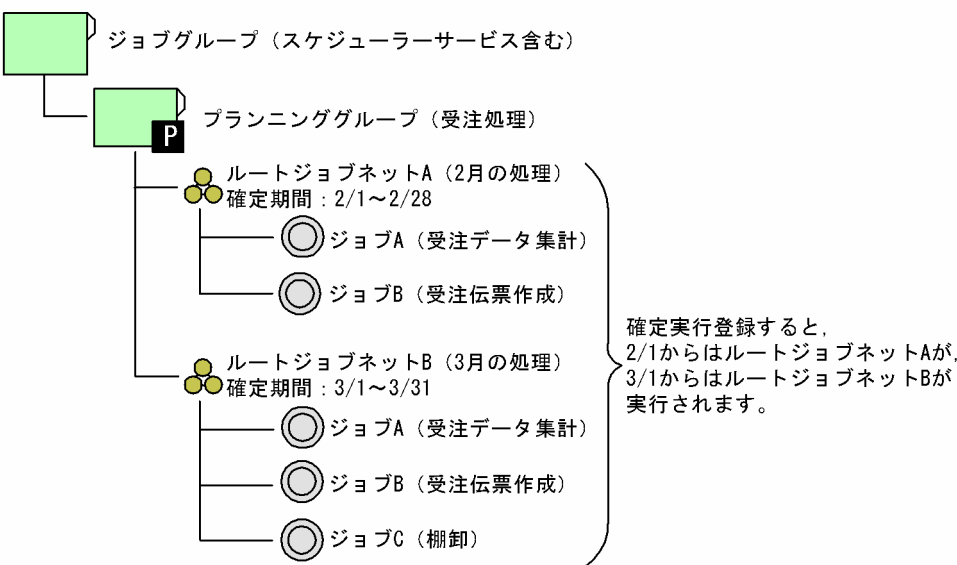 ジョブグループ（スケジューラーサービス含む）
プランニンググループ（受注処理）
P
ルートジョブネットA（2月の処理）
確定期間：2/1～2/28
ジョブA（受注データ集計）
ジョブB（受注伝票作成）
ルートジョブネットB（3月の処理）
確定期間：3/1～3/31
ジョブA（受注データ集計）
ジョブB（受注伝票作成）
ジョブC（棚卸）
確定実行登録すると，
2/1からはルートジョブネットAが，
3/1からはルートジョブネットBが
実行されます。